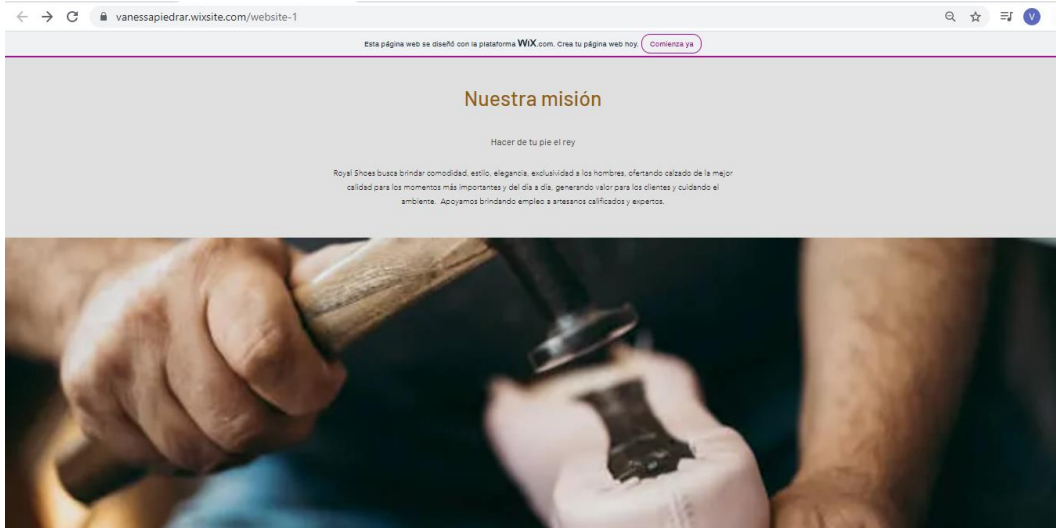 vanessapiedrar.wixsite.com/website-1
V
Esta página web se diseñó con la plataforma WiX.com. Crea tu página web hoy. Comienza ya
Nuestra misión
Hacer de tu pie el rey
Royal Shoes busca brindar comodidad, estilo, elegancia, exclusividad a los hombres, ofertando calzado de la mejor
calidad para los momentos más importantes y del día a día, generando valor para los clientes y cuidando el
ambiente. Apoyamos brindando empleo a artesanos calificados y expertos.